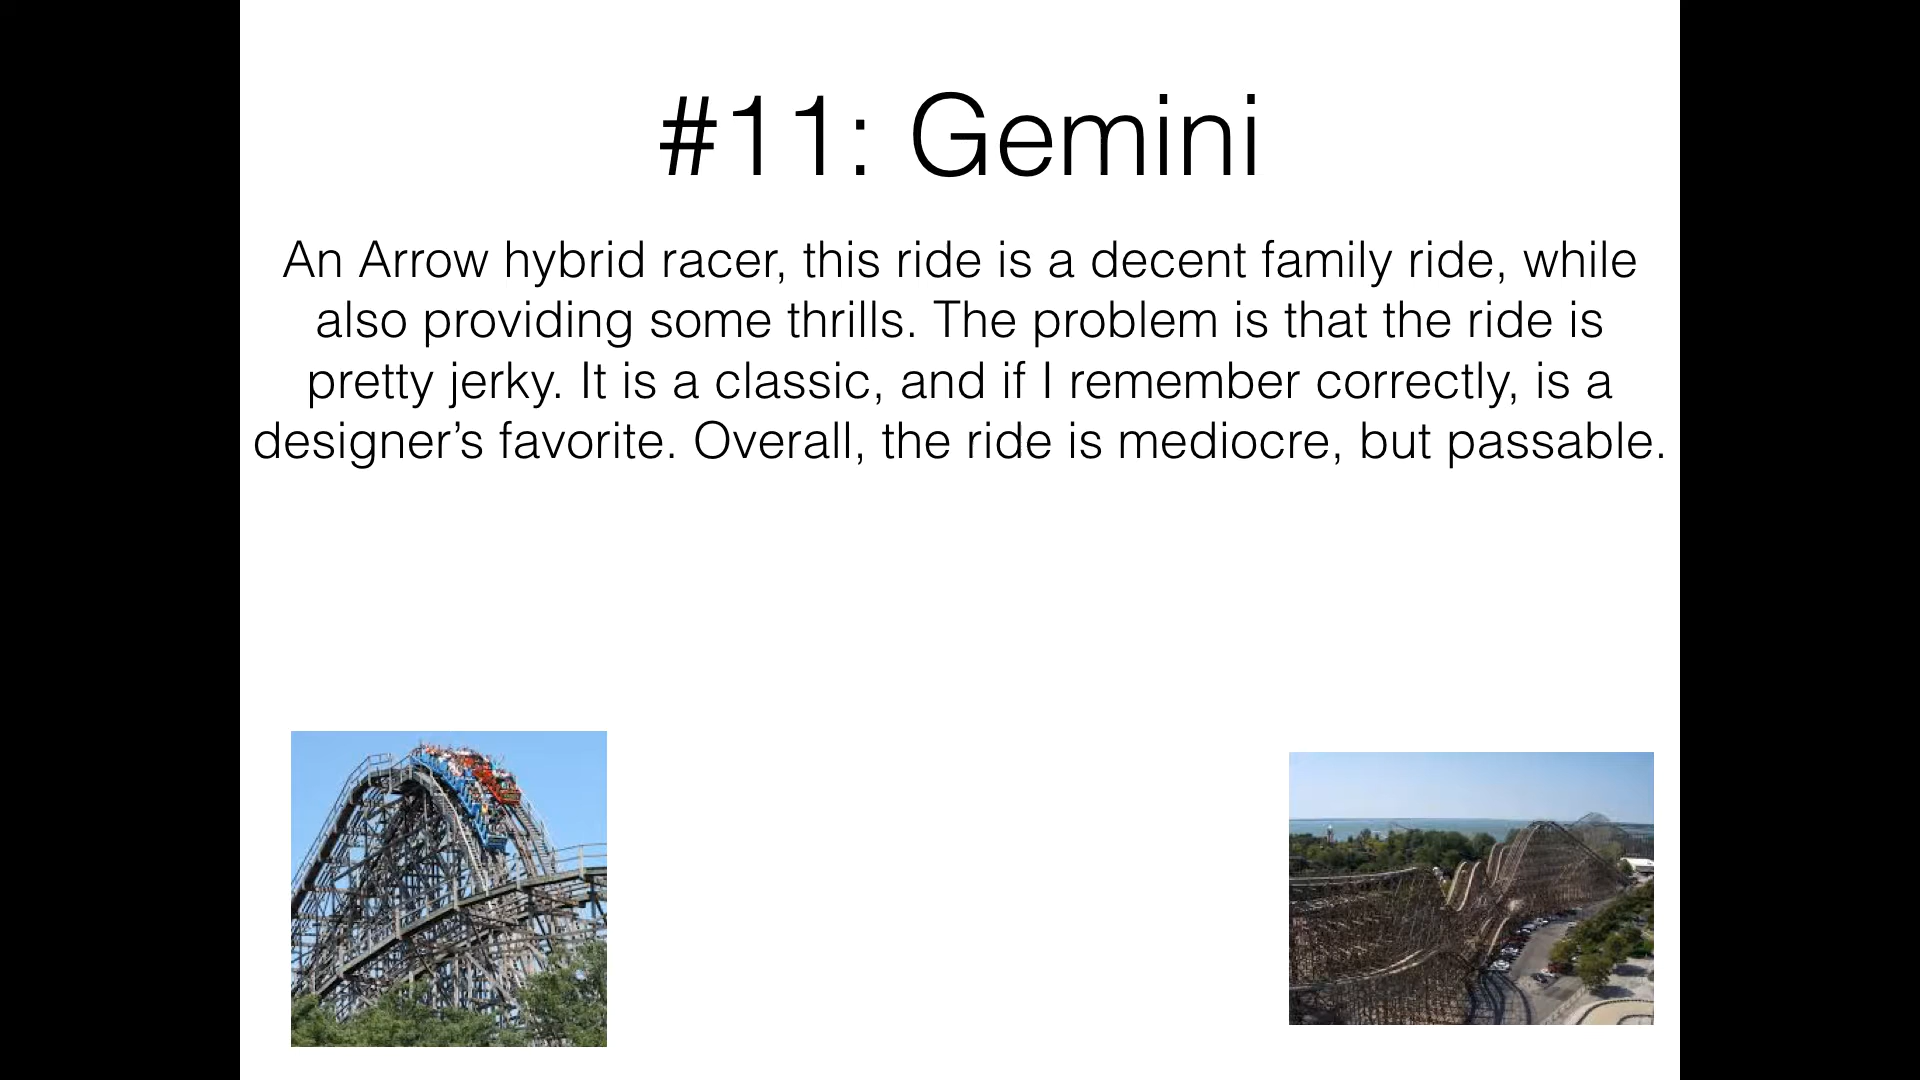 #11: Gemini
An Arrow hybrid racer, this ride is a decent family ride, while
also providing some thrills. The problem is that the ride is
pretty jerky. It is a classic, and if I remember correctly, is a
designer’s favorite. Overall, the ride is mediocre, but passable.